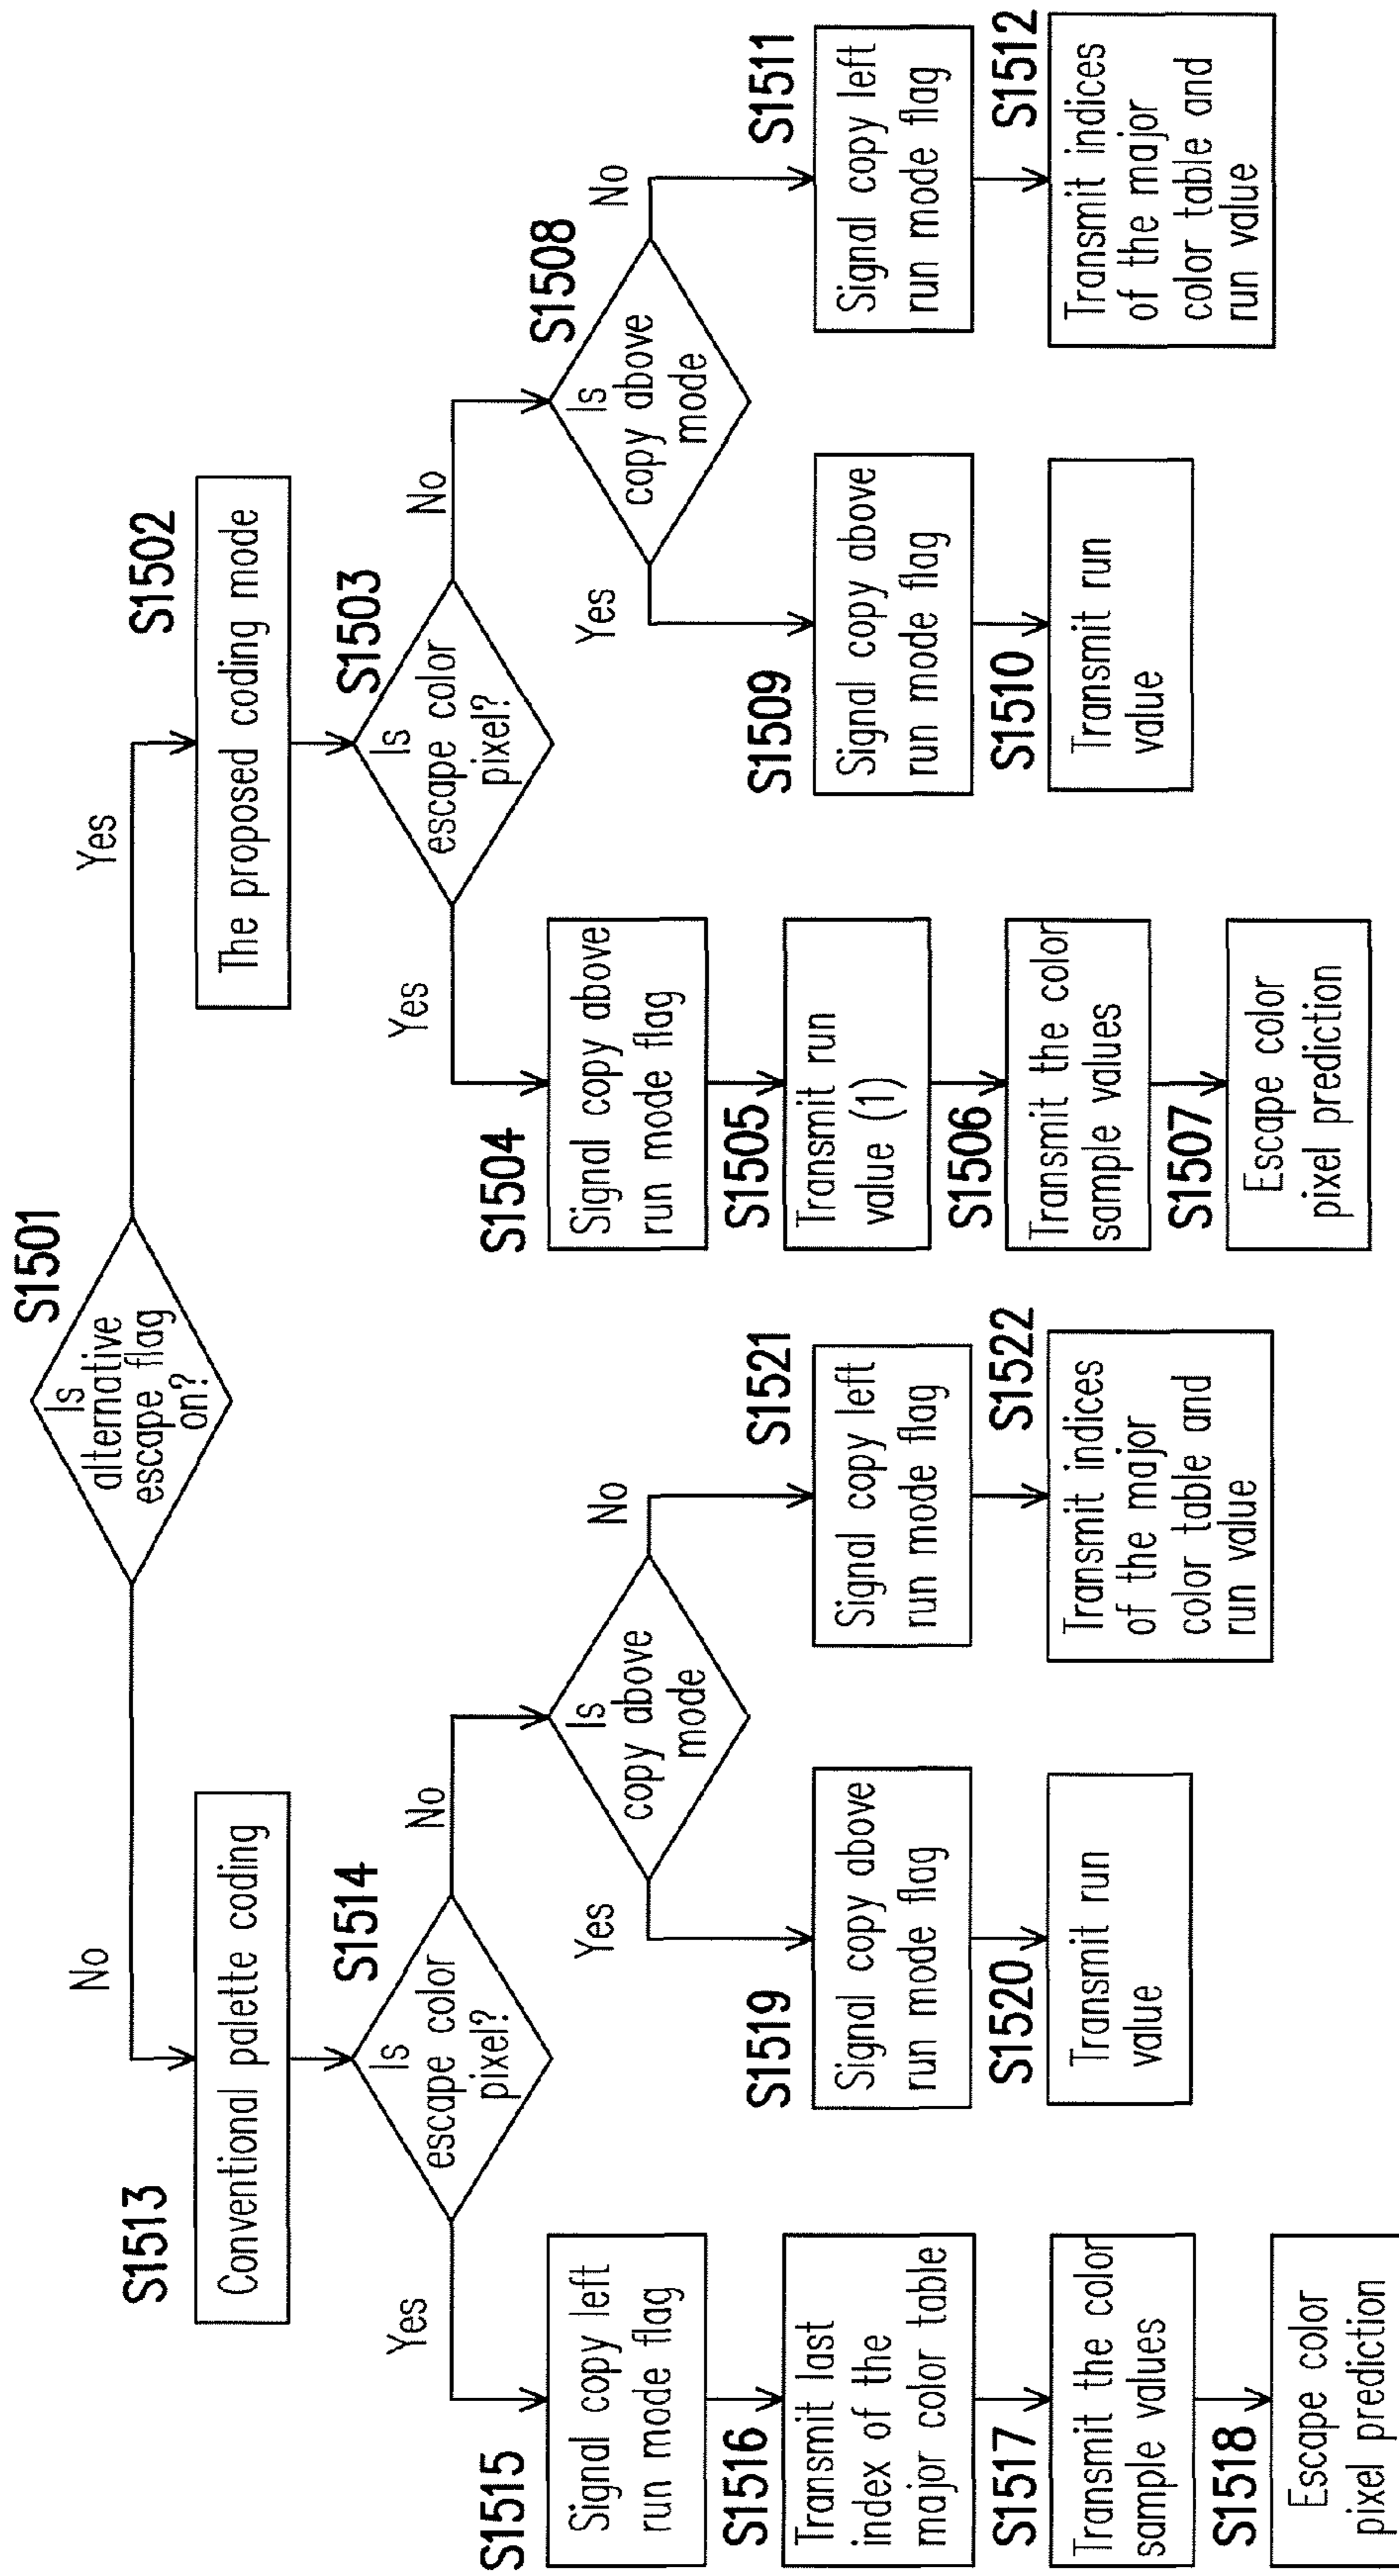 S1501
Is
alternative
escape flag
on?
No
Yes
S1513
Conventional palette coding
S1502
The proposed coding mode
S1514
Is
escape color
pixel?
Yes
No
S1503
Is
escape color
pixel?
Yes
No
S1515
Signal copy left
run mode flag
S1516
Transmit last
index of the
major color table
S1517
Transmit the color
sample values
S1518
Escape color
pixel prediction
Is
copy above
mode
Yes
No
S1519
Signal copy above
run mode flag
S1520
Transmit run
value
S1521
Signal copy left
run mode flag
S1522
Transmit indices
of the major
color table and
run value
S1504
Signal copy above
run mode flag
S1505
Transmit run
value (1)
S1506
Transmit the color
sample values
S1507
Escape color
pixel prediction
S1508
Is
copy above
mode
Yes
No
S1509
Signal copy above
run mode flag
S1510
Transmit run
value
S1511
Signal copy left
run mode flag
S1512
Transmit indices
of the major
color table and
run value